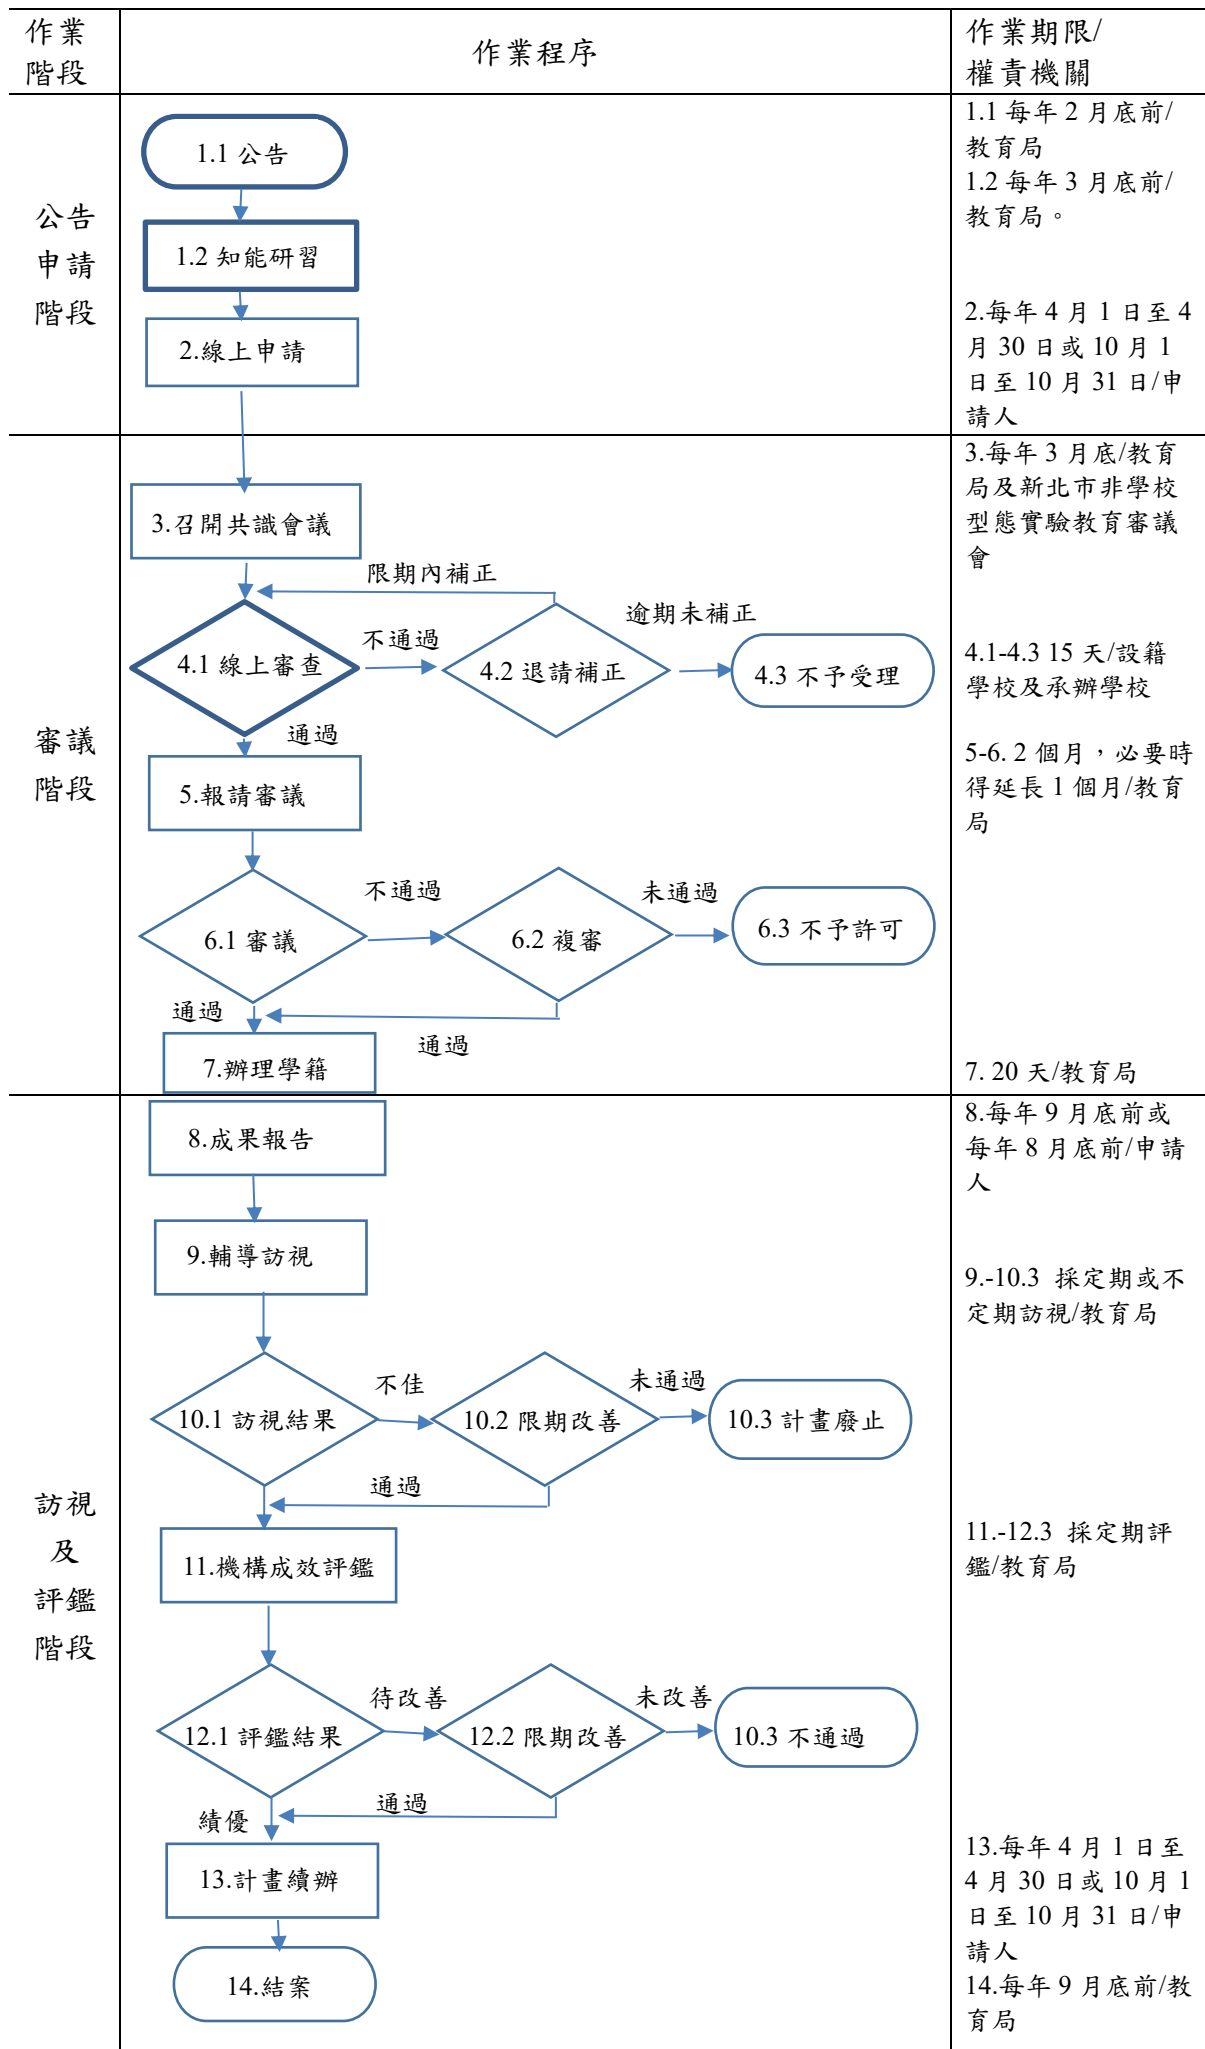 作業
階段
作業程序
作業期限/
權責機關
公告
申請
階段
1.1 公告
1.2 知能研習
2.線上申請
1.1 每年 2 月底前/
教育局
1.2 每年 3 月底前/
教育局。
2.每年 4 月 1 日至 4
月 30 日或 10 月 1
日至 10 月 31 日/申
請人
審議
階段
3.召開共識會議
限期內補正
逾期未補正
不通過
4.1 線上審查
4.2 退請補正
4.3 不予受理
通過
5.報請審議
不通過
未通過
6.1 審議
6.2 複審
6.3 不予許可
通過
通過
7.辦理學籍
3.每年 3 月底/教育
局及新北市非學校
型態實驗教育審議
會
4.1-4.3 15 天/設籍
學校及承辦學校
5-6. 2 個月，必要時
得延長 1 個月/教育
局
7. 20 天/教育局
訪視
及
評鑑
階段
8.成果報告
9.輔導訪視
不佳
未通過
10.1 訪視結果
10.2 限期改善
10.3 計畫廢止
通過
11.機構成效評鑑
待改善
未改善
12.1 評鑑結果
12.2 限期改善
10.3 不通過
通過
績優
13.計畫續辦
14.結案
8.每年 9 月底前或
每年 8 月底前/申請
人
9.-10.3 採定期或不
定期訪視/教育局
11.-12.3 採定期評
鑑/教育局
13.每年 4 月 1 日至
4 月 30 日或 10 月 1
日至 10 月 31 日/申
請人
14.每年 9 月底前/教
育局